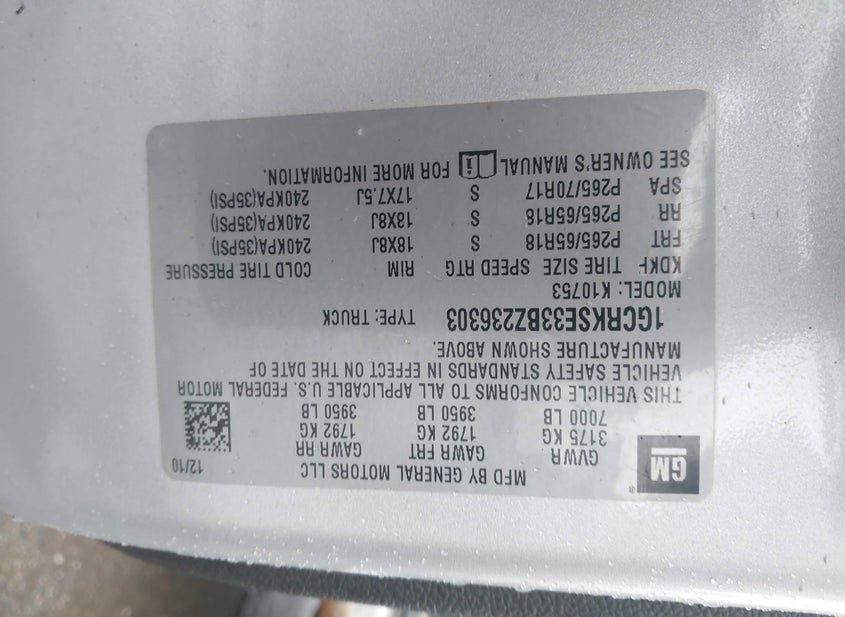 GM
MFD BY GENERAL MOTORS LLC 12/10
GVWR GAWR FRT GAWR RR
3175 KG 1792 KG 1792 KG
7000 LB 3950 LB 3950 LB
THIS VEHICLE CONFORMS TO ALL APPLICABLE U.S. FEDERAL MOTOR
VEHICLE SAFETY STANDARDS IN EFFECT ON THE DATE OF
MANUFACTURE SHOWN ABOVE.
1GCRKSE33BZ236303 TYPE: TRUCK
MODEL: K10753
KDKF TIRE SIZE SPEED RTG RIM COLD TIRE PRESSURE
FRT P265/65R18 S 18X8J 240KPA(35PSI)
RR P265/65R18 S 18X8J 240KPA(35PSI)
SPA P265/70R17 S 17X7.5J 240KPA(35PSI)
SEE OWNER'S MANUAL FOR MORE INFORMATION.